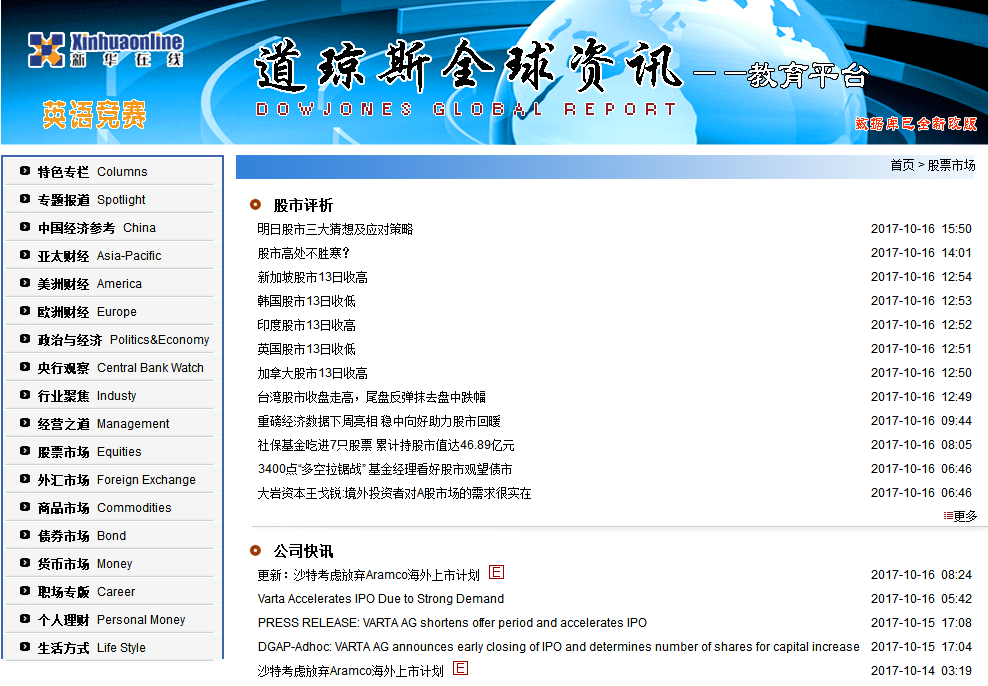 Xinhuaonline
新 华 在 线
英语竞赛
道琼斯全球资讯 －－教育平台
DOWJONES GLOBAL REPORT
数据库已全新改版
特色专栏 Columns
专题报道 Spotlight
中国经济参考 China
亚太财经 Asia-Pacific
美洲财经 America
欧洲财经 Europe
政治与经济 Politics&Economy
央行观察 Central Bank Watch
行业聚焦 Industy
经营之道 Management
股票市场 Equities
外汇市场 Foreign Exchange
商品市场 Commodities
债券市场 Bond
货币市场 Money
职场专版 Career
个人理财 Personal Money
生活方式 Life Style
首页 > 股票市场
股市评析
明日股市三大猜想及应对策略 2017-10-16 15:50
股市高处不胜寒？ 2017-10-16 14:01
新加坡股市13日收高 2017-10-16 12:54
韩国股市13日收低 2017-10-16 12:53
印度股市13日收高 2017-10-16 12:52
英国股市13日收低 2017-10-16 12:51
加拿大股市13日收高 2017-10-16 12:50
台湾股市收盘走高，尾盘反弹抹去盘中跌幅 2017-10-16 12:49
重磅经济数据下周亮相 稳中向好助力股市回暖 2017-10-16 09:44
社保基金吃进7只股票 累计持股市值达46.89亿元 2017-10-16 08:05
3400点“多空拉锯战” 基金经理看好股市观望债市 2017-10-16 06:46
大岩资本王戈锐:境外投资者对A股市场的需求很实在 2017-10-16 06:46
更多
公司快讯
更新：沙特考虑放弃Aramco海外上市计划 E 2017-10-16 08:24
Varta Accelerates IPO Due to Strong Demand 2017-10-16 05:42
PRESS RELEASE: VARTA AG shortens offer period and accelerates IPO 2017-10-15 17:08
DGAP-Adhoc: VARTA AG announces early closing of IPO and determines number of shares for capital increase 2017-10-15 17:04
沙特考虑放弃Aramco海外上市计划 E 2017-10-14 03:19